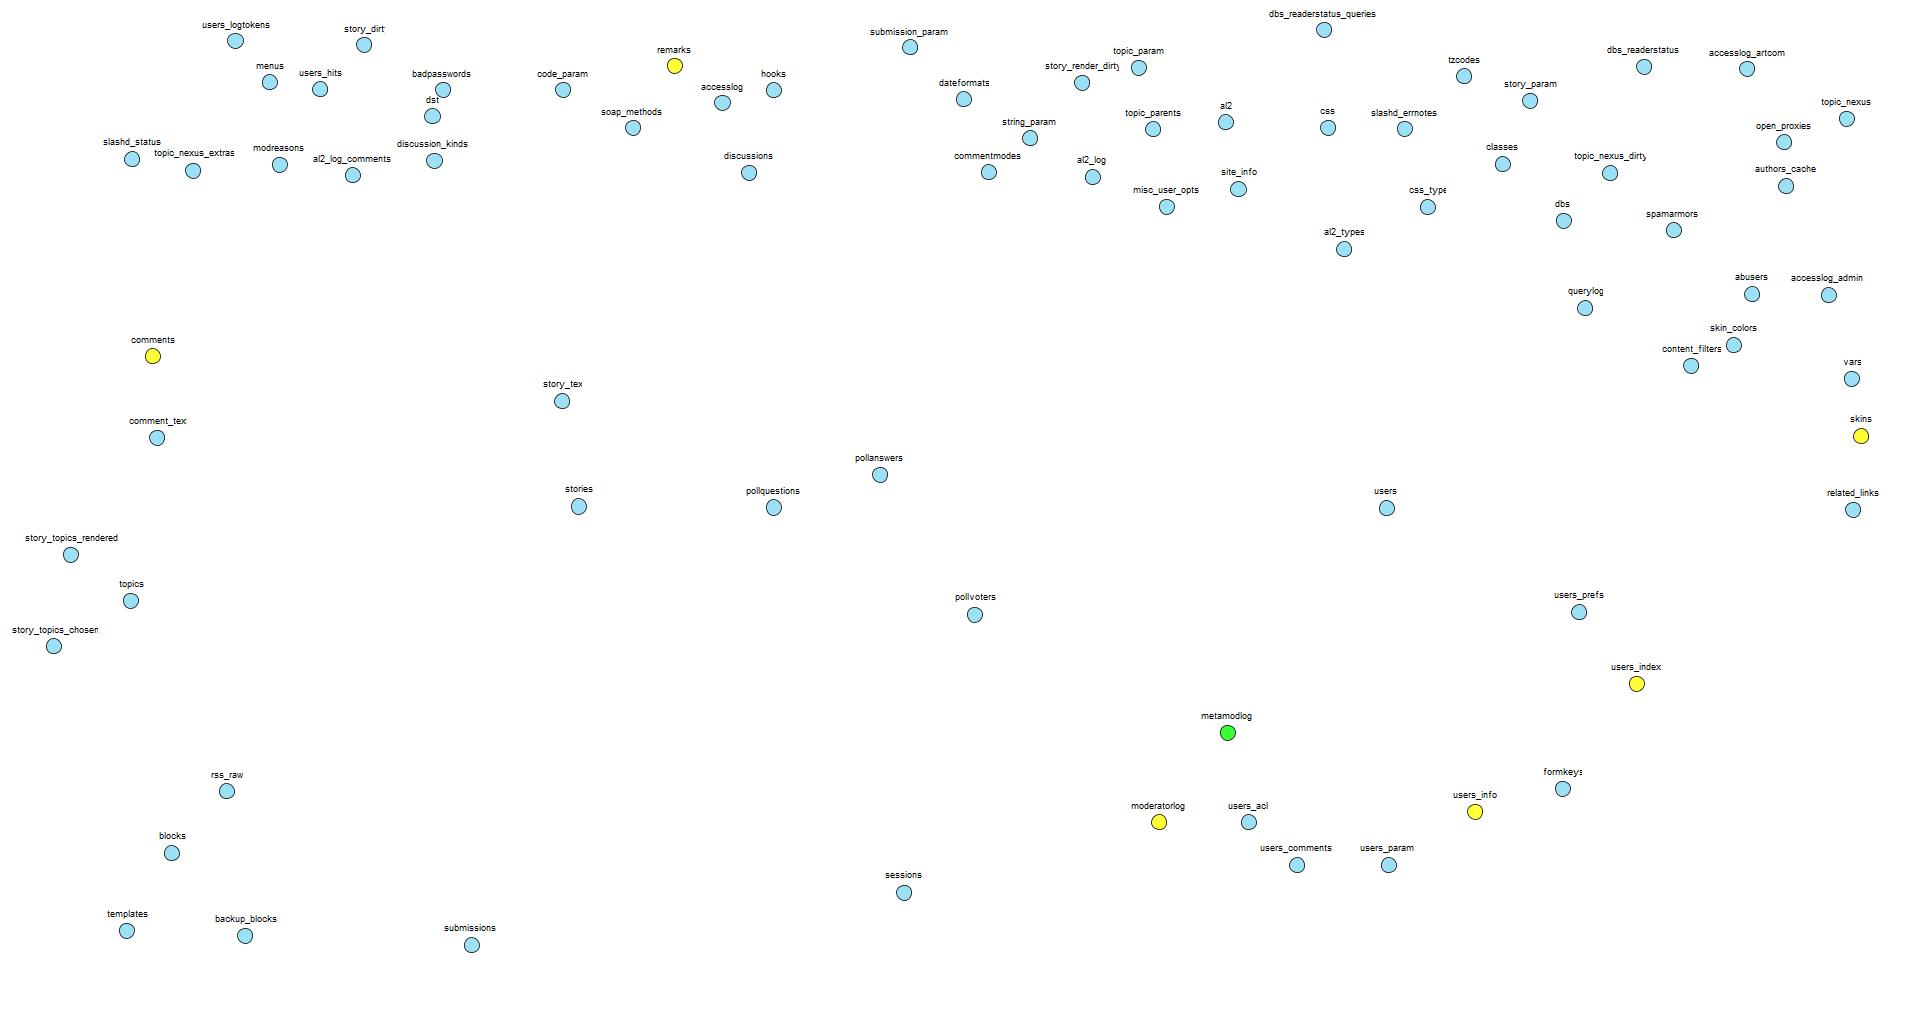 dbs_readerstatus_queries
users_logtokens
story_dirt
submission_param
remarks
topic_param
dbs_readerstatus
accesslog_artcom
tzcodes
menus
story_render_dirty
users_hits
badpasswords
code_param
hooks
dateformats
story_param
accesslog
dst
topic_nexus
al2
soap_methods
css
topic_parents
slashd_errnotes
string_param
open_proxies
slashd_status
discussion_kinds
classes
modreasons
topic_nexus_extras
al2_log_comments
discussions
commentmodes
topic_nexus_dirty
al2_log
authors_cache
site_info
misc_user_opts
css_type
dbs
spamarmors
al2_types
abusers
accesslog_admin
querylog
skin_colors
comments
content_filters
vars
story_tex
skins
comment_tex
pollanswers
stories
pollquestions
users
related_links
story_topics_rendered
topics
users_prefs
pollvoters
story_topics_chosen
users_index
metamodlog
formkeys
rss_raw
users_info
moderatorlog
users_acl
blocks
users_comments
users_param
sessions
templates
backup_blocks
submissions